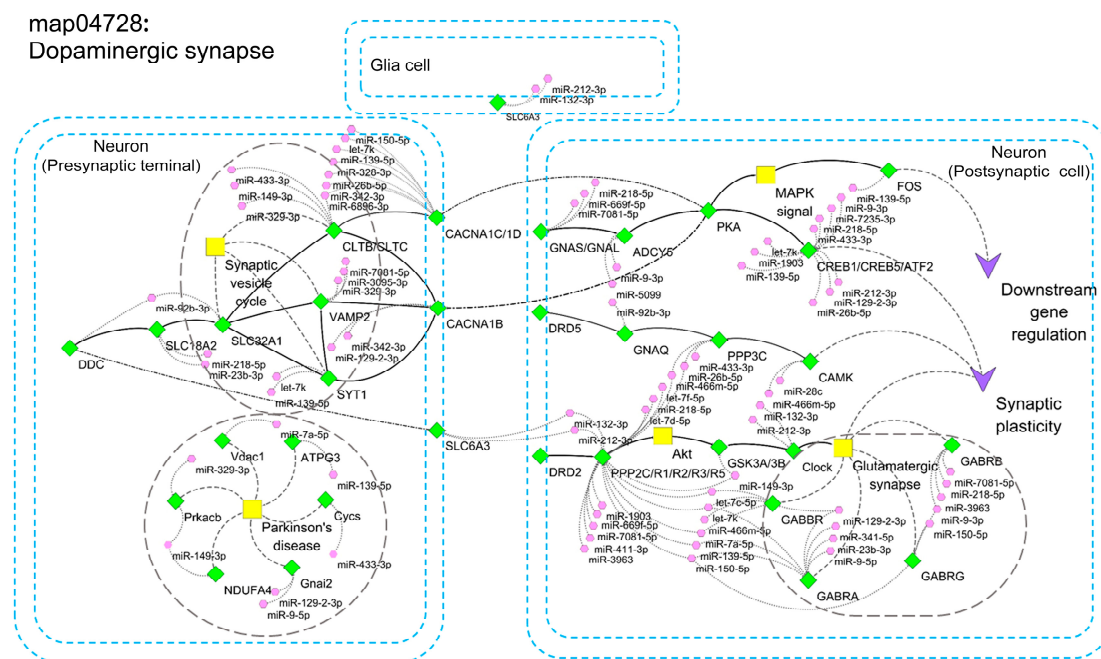 map04728:
Dopaminergic synapse
Glia cell
miR-212-3p
miR-132-3p
SLC6A3
Neuron
(Presynaptic teminal)
miR-150-5p
let-7k
miR-139-5p
miR-320-3p
miR-26b-5p
miR-342-3p
miR-6896-3p
miR-433-3p
miR-149-3p
miR-329-3p
CLTB/CLTC
CACNA1C/1D
Synaptic
vesicle
cycle
miR-7081-5p
miR-3095-3p
miR-329-3p
VAMP2
miR-92b-3p
SLC18A2
SLC32A1
CACNA1B
DDC
miR-218-5p
miR-23b-3p
miR-342-3p
miR-129-2-3p
let-7k
miR-139-5p
SYT1
SLC6A3
miR-7a-5p
Vdac1
ATPG3
miR-329-3p
miR-139-5p
Prkacb
Cycs
Parkinson's
disease
miR-149-3p
miR-433-3p
NDUFA4
Gnai2
miR-129-2-3p
miR-9-5p
Neuron
(Postsynaptic cell)
miR-218-5p
miR-669f-5p
miR-7081-5p
GNAS/GNAL
ADCY5
PKA
MAPK
signal
FOS
miR-139-5p
miR-9-3p
miR-7235-3p
miR-218-5p
miR-433-3p
let-7k
miR-1903
miR-139-5p
CREB1/CREB5/ATF2
miR-212-3p
miR-129-2-3p
miR-26b-5p
Downstream
gene
regulation
miR-9-3p
miR-5099
miR-92b-3p
DRD5
GNAQ
PPP3C
miR-433-3p
miR-26b-5p
miR-466m-5p
let-7f-5p
miR-218-5p
let-7d-5p
CAMK
miR-28c
miR-466m-5p
miR-132-3p
miR-212-3p
Synaptic
plasticity
miR-132-3p
miR-212-3p
Akt
DRD2
PPP2C/R1/R2/R3/R5
GSK3A/3B
Clock
Glutamatergic
synapse
GABRB
miR-7081-5p
miR-218-5p
miR-3963
miR-9-3p
miR-150-5p
miR-149-3p
let-7c-5p
let-7k
miR-466m-5p
miR-7a-5p
miR-139-5p
miR-150-5p
miR-1903
miR-669f-5p
miR-7081-5p
miR-411-3p
miR-3963
GABBR
miR-129-2-3p
miR-341-5p
miR-23b-3p
miR-9-5p
GABRA
GABRG